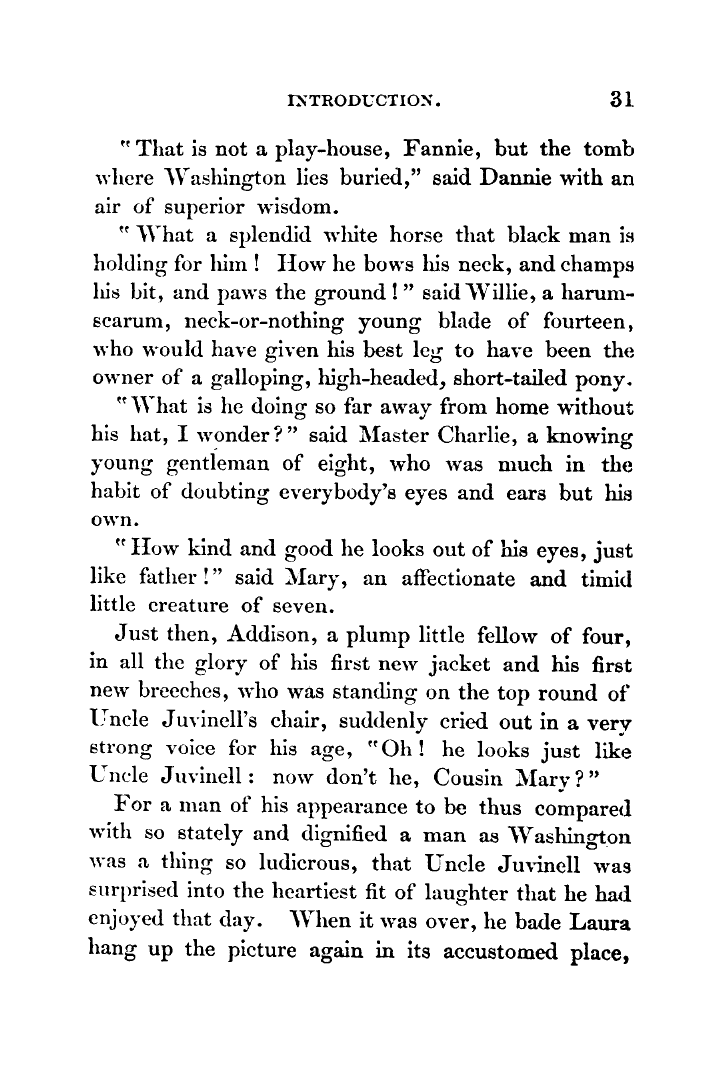 INTRODUCTION. 31
"That is not a play-house, Fannie, but the tomb
where Washington lies buried," said Dannie with an
air of superior wisdom.
"What a splendid white horse that black man is
holding for him! How he bows his neck, and champs
his bit, and paws the ground!" said Willie, a harum-
scarum, neck-or-nothing young blade of fourteen,
who would have given his best leg to have been the
owner of a galloping, high-headed, short-tailed pony.
"What is he doing so far away from home without
his hat, I wonder?" said Master Charlie, a knowing
young gentleman of eight, who was much in the
habit of doubting everybody's eyes and ears but his
own.
"How kind and good he looks out of his eyes, just
like father!" said Mary, an affectionate and timid
little creature of seven.
Just then, Addison, a plump little fellow of four,
in all the glory of his first new jacket and his first
new breeches, who was standing on the top round of
Uncle Juvinell's chair, suddenly cried out in a very
strong voice for his age, "Oh! he looks just like
Uncle Juvinell: now don't he, Cousin Mary?"
For a man of his appearance to be thus compared
with so stately and dignified a man as Washington
was a thing so ludicrous, that Uncle Juvinell was
surprised into the heartiest fit of laughter that he had
enjoyed that day. When it was over, he bade Laura
hang up the picture again in its accustomed place,